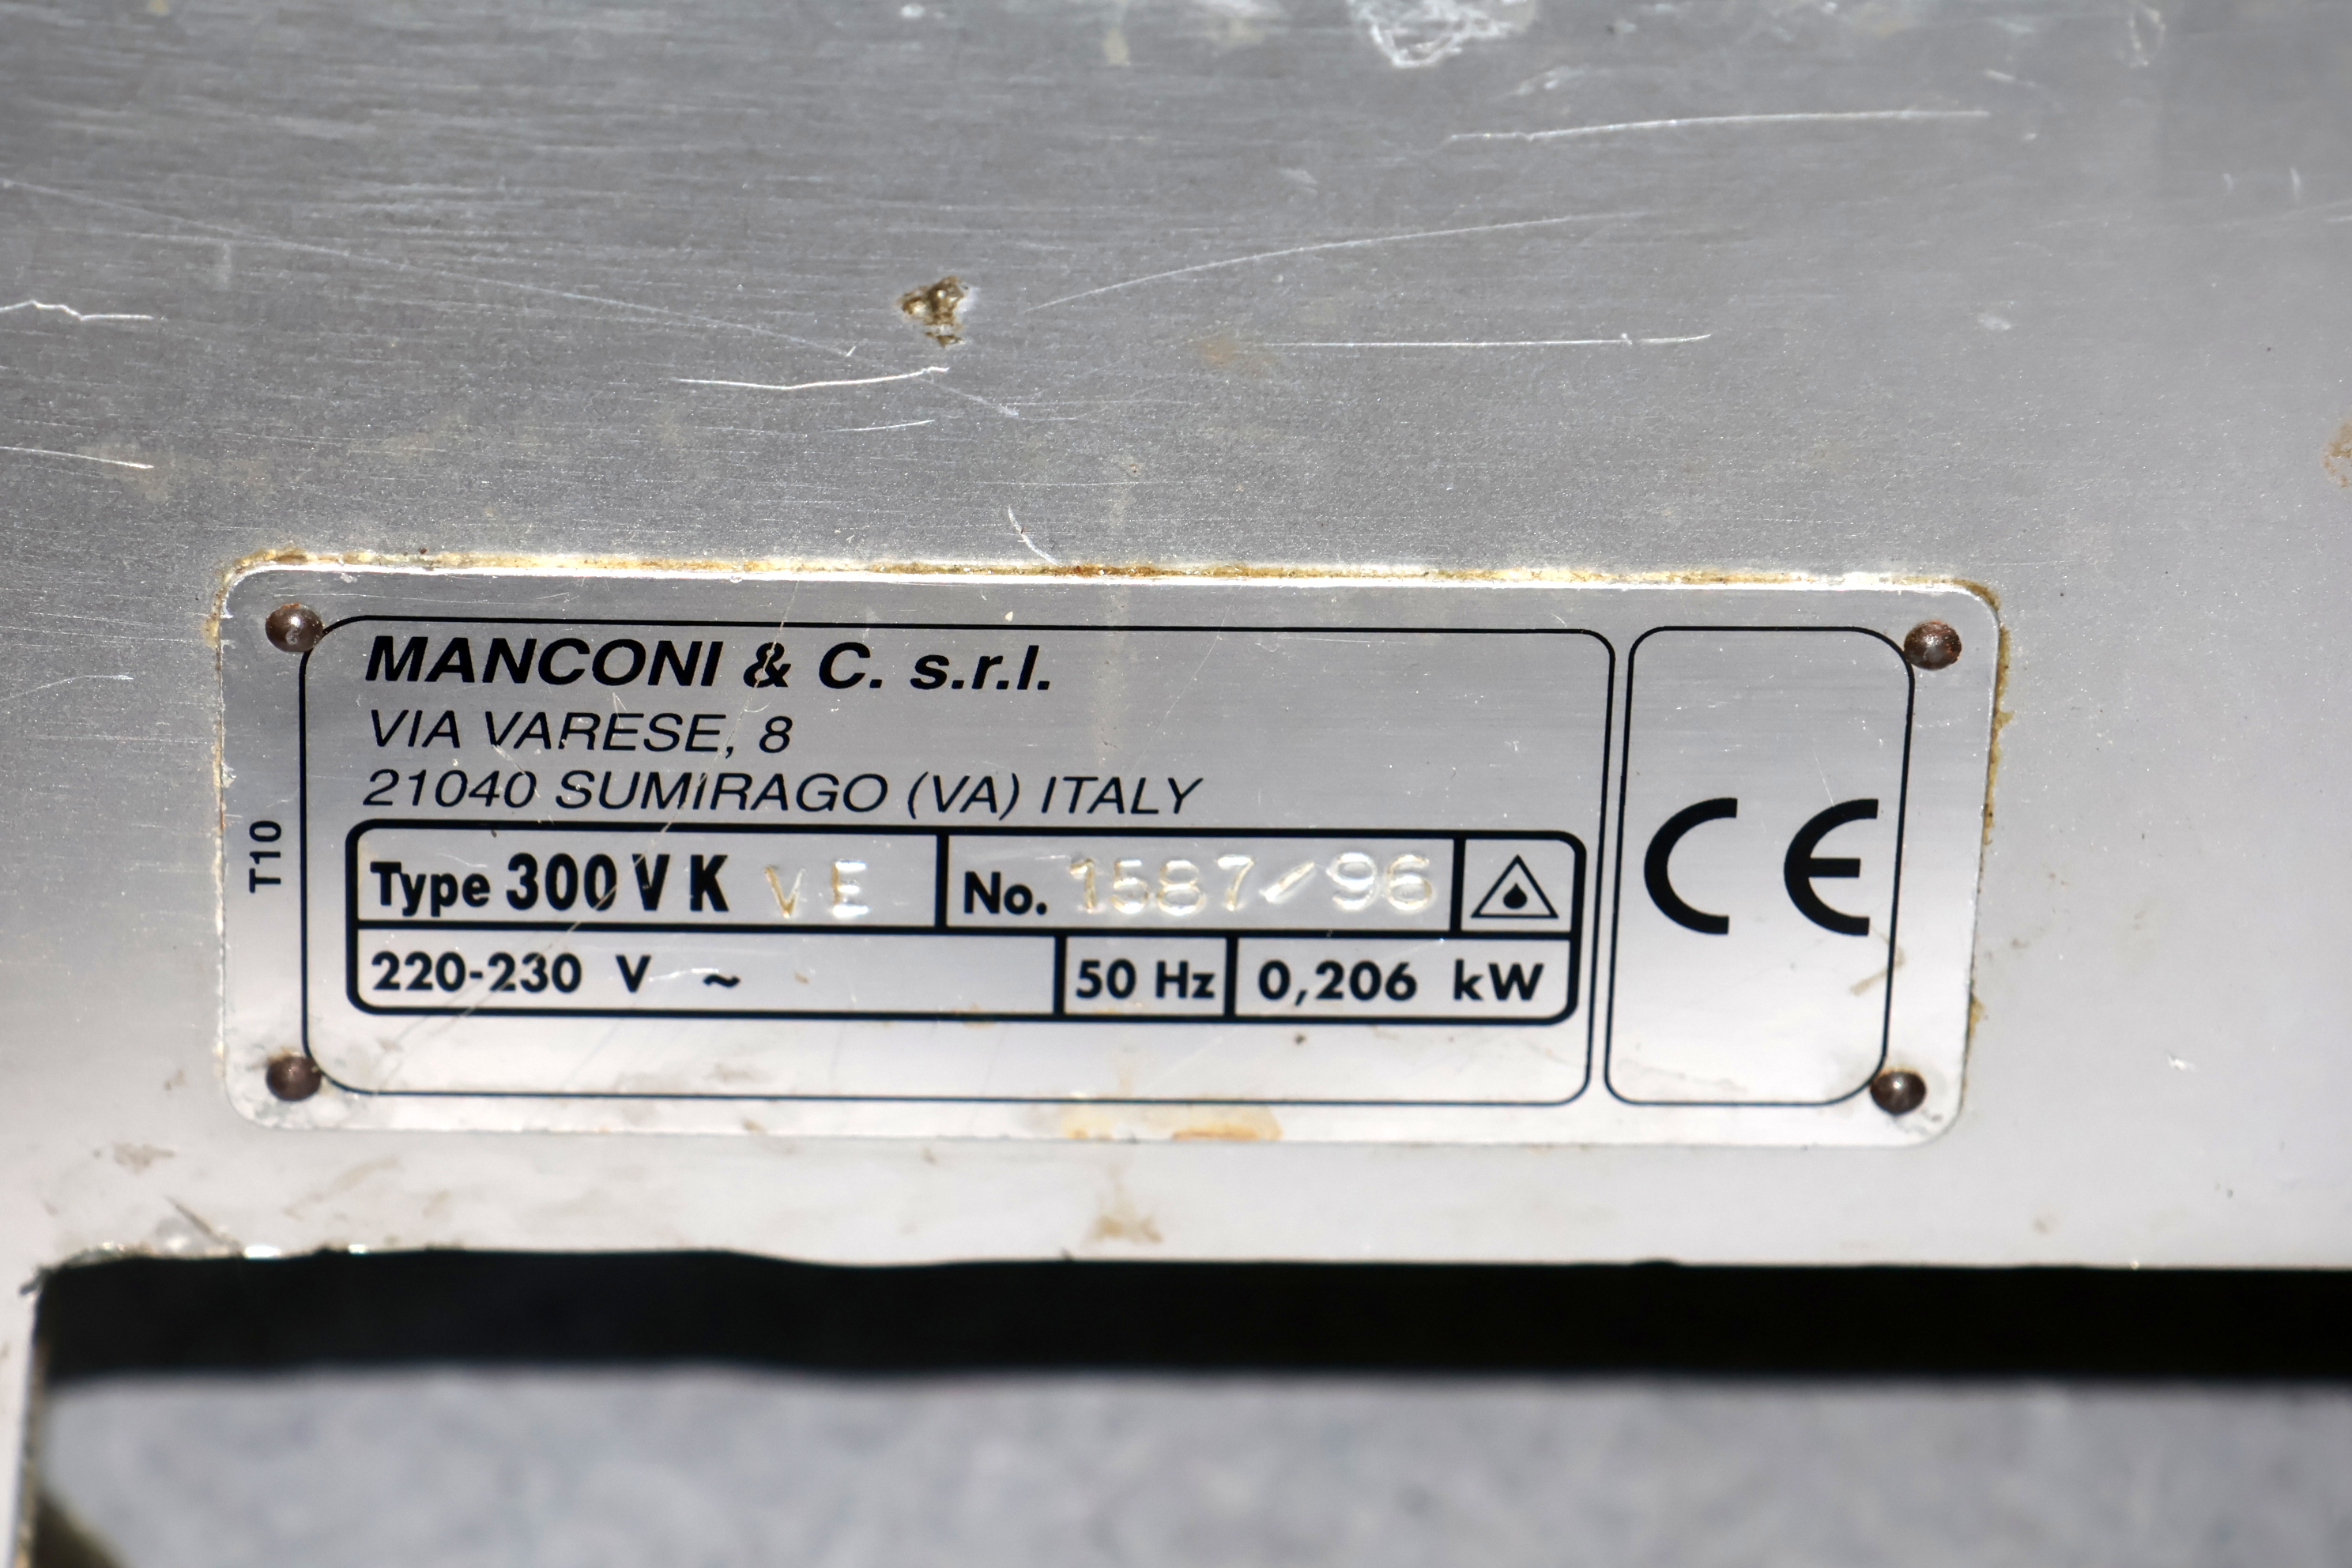 MANCONI & C. s.r.l.
VIA VARESE, 8
21040 SUMIRAGO (VA) ITALY
T10
Type 300 V K VE No. 1587/96
220-230 V ~ 50 Hz 0,206 kW
CE